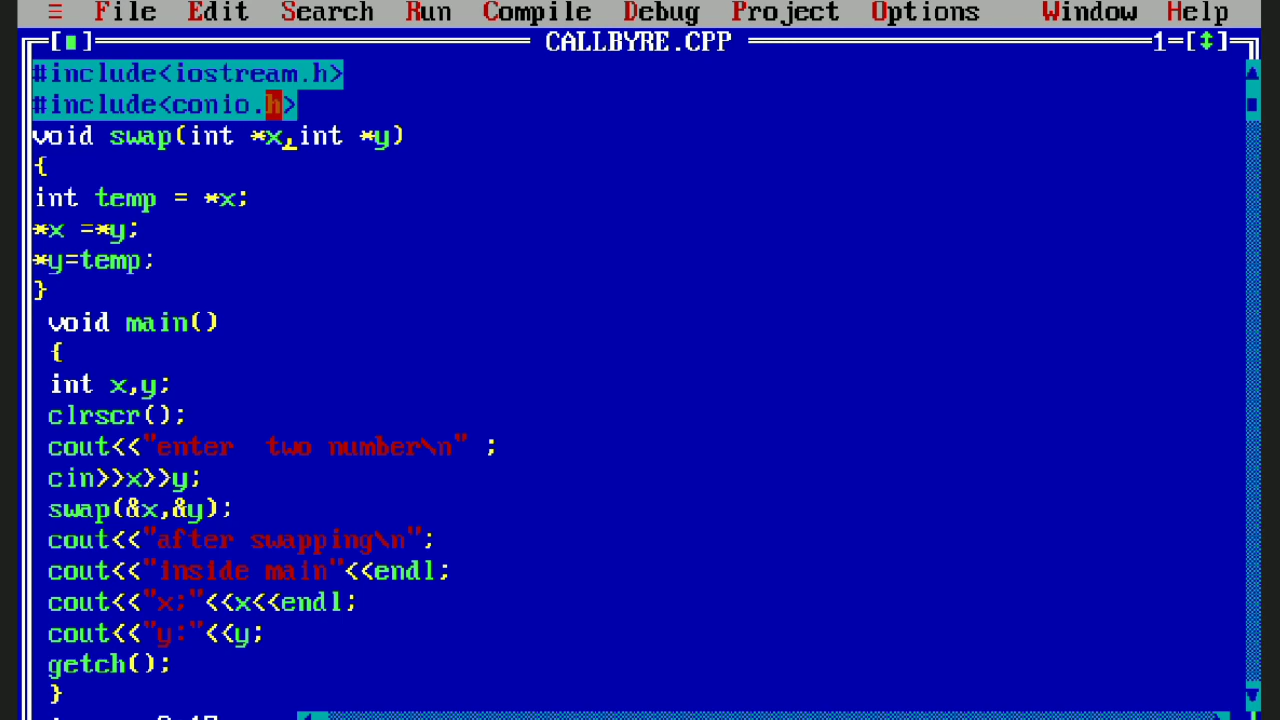 ≡ File Edit Search Run Compile Debug Project Options Window Help
[■] CALLBYRE.CPP 1=[↕]
#include<iostream.h>
#include<conio.h>
void swap(int *x,int *y)
{
int temp = *x;
*x =*y;
*y=temp;
}
void main()
{
int x,y;
clrscr();
cout<<"enter  two number\n" ;
cin>>x>>y;
swap(&x,&y);
cout<<"after swapping\n";
cout<<"inside main"<<endl;
cout<<"x;"<<x<<endl;
cout<<"y:"<<y;
getch();
}